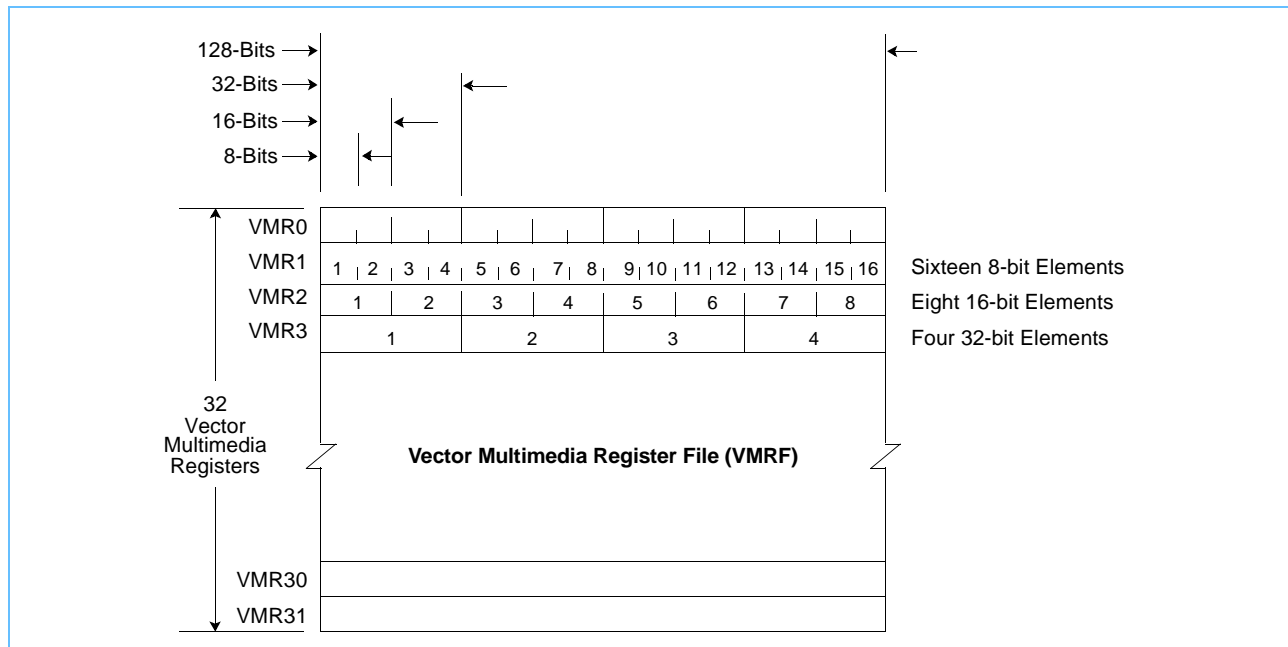 128-Bits
32-Bits
16-Bits
8-Bits
VMR0
VMR1 1 2 3 4 5 6 7 8 9 10 11 12 13 14 15 16 Sixteen 8-bit Elements
VMR2 1 2 3 4 5 6 7 8 Eight 16-bit Elements
VMR3 1 2 3 4 Four 32-bit Elements
32
Vector
Multimedia
Registers
Vector Multimedia Register File (VMRF)
VMR30
VMR31